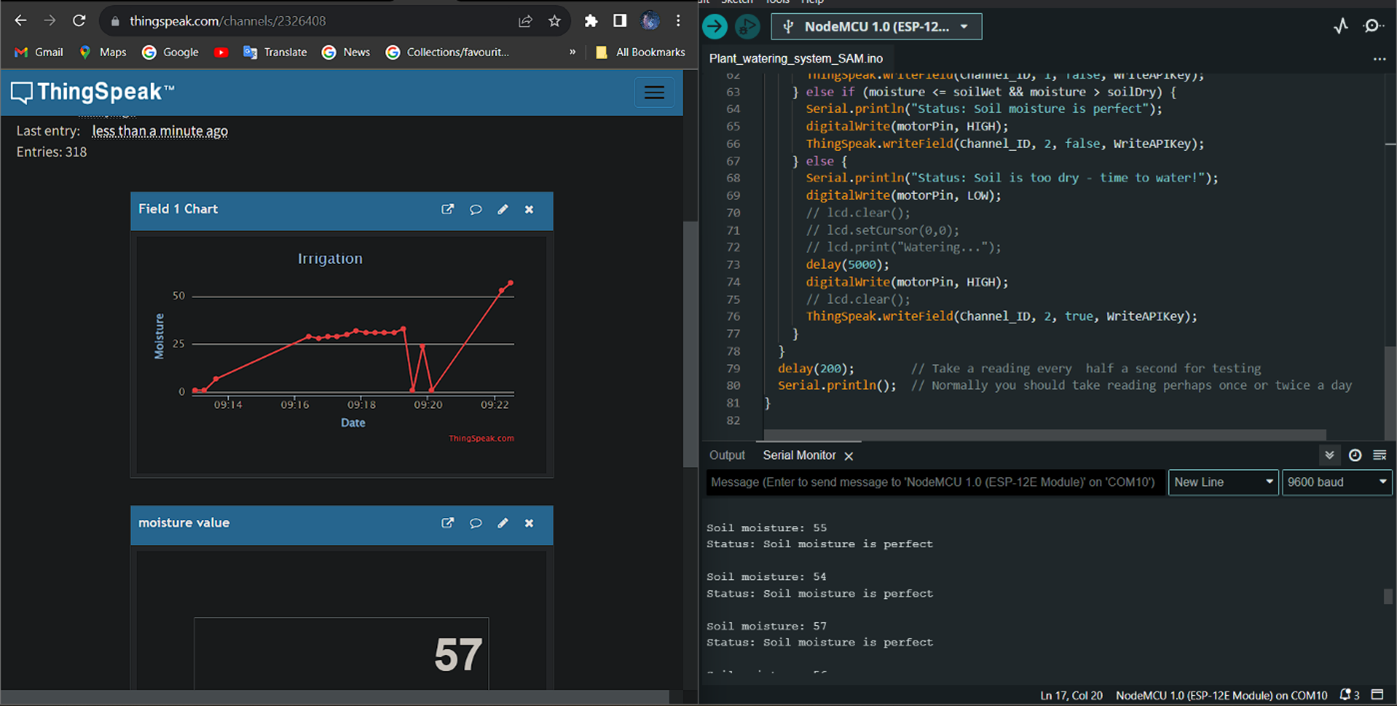 thingspeak.com/channels/2326408
Gmail Maps Google Translate News Collections/favourit... » All Bookmarks
ThingSpeak™
Last entry: less than a minute ago
Entries: 318
Field 1 Chart
Irrigation
Moisture
50
25
0
09:14 09:16 09:18 09:20 09:22
Date
ThingSpeak.com
moisture value
57
Sketch Tools Help
NodeMCU 1.0 (ESP-12...
Plant_watering_system_SAM.ino
62 ThingSpeak.writeField(Channel_ID, 1, false, WriteAPIKey);
63 } else if (moisture <= soilWet && moisture > soilDry) {
64 Serial.println("Status: Soil moisture is perfect");
65 digitalWrite(motorPin, HIGH);
66 ThingSpeak.writeField(Channel_ID, 2, false, WriteAPIKey);
67 } else {
68 Serial.println("Status: Soil is too dry - time to water!");
69 digitalWrite(motorPin, LOW);
70 // lcd.clear();
71 // lcd.setCursor(0,0);
72 // lcd.print("Watering...");
73 delay(5000);
74 digitalWrite(motorPin, HIGH);
75 // lcd.clear();
76 ThingSpeak.writeField(Channel_ID, 2, true, WriteAPIKey);
77 }
78 }
79 delay(200); // Take a reading every half a second for testing
80 Serial.println(); // Normally you should take reading perhaps once or twice a day
81 }
82
Output Serial Monitor
Message (Enter to send message to 'NodeMCU 1.0 (ESP-12E Module)' on 'COM10') New Line 9600 baud
Soil moisture: 55
Status: Soil moisture is perfect
Soil moisture: 54
Status: Soil moisture is perfect
Soil moisture: 57
Status: Soil moisture is perfect
Ln 17, Col 20 NodeMCU 1.0 (ESP-12E Module) on COM10 3